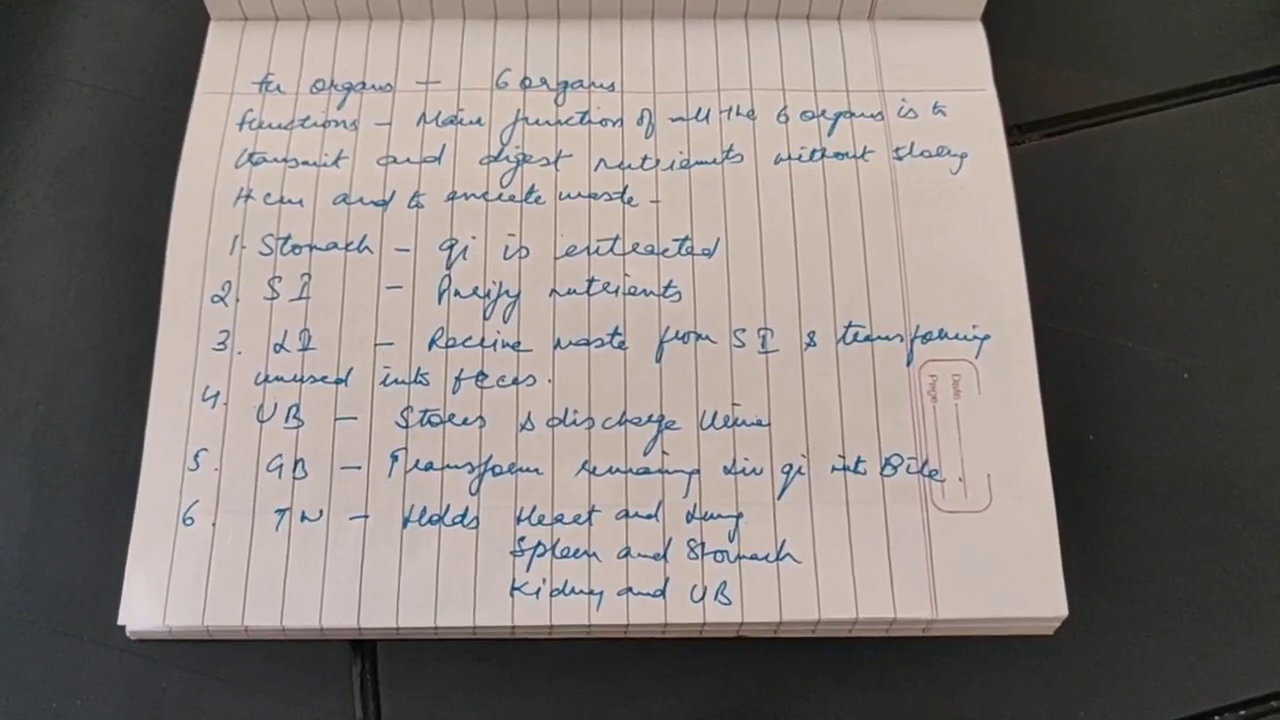 Fu organs - 6 organs
functions - Main function of all the 6 organs is to
transmit and digest nutrients without storing
them and to excrete waste -
1. Stomach - qi is extracted
2. SI - Purify nutrients
3. LI - Receive waste from SI & transforming
unused into feces.
4. UB - Stores & discharge Urine
5. GB - Transform remaining Liv qi into Bile.
6. TW - Holds Heart and Lung
Spleen and Stomach
Kidney and UB
Date
Page